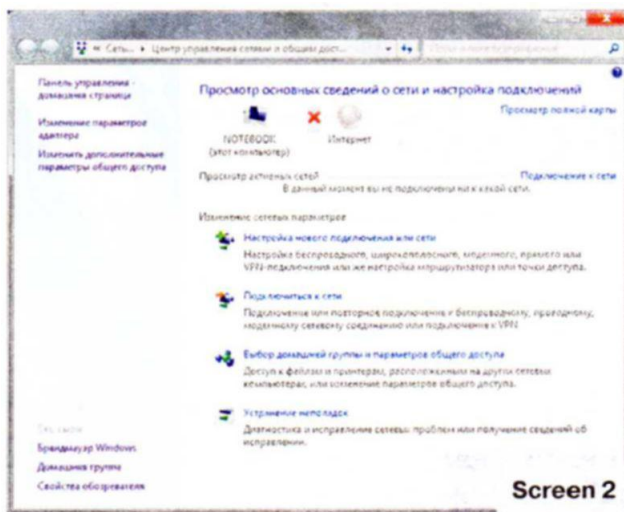 « Сеть... ▸ Центр управления сетями и общим дост...
Панель управления -
домашняя страница
Изменение параметров
адаптера
Изменить дополнительные
параметры общего доступа
См. также
Брандмауэр Windows
Домашняя группа
Свойства обозревателя
Просмотр основных сведений о сети и настройка подключений
Просмотр полной карты
NOTEBOOK
(этот компьютер)
Интернет
Просмотр активных сетей
Подключение к сети
В данный момент вы не подключены ни к какой сети.
Изменение сетевых параметров
Настройка нового подключения или сети
Настройка беспроводного, широкополосного, модемного, прямого или
VPN-подключения или же настройка маршрутизатора или точки доступа.
Подключиться к сети
Подключение или повторное подключение к беспроводному, проводному,
модемному сетевому соединению или подключение к VPN.
Выбор домашней группы и параметров общего доступа
Доступ к файлам и принтерам, расположенным на других сетевых
компьютерах, или изменение параметров общего доступа.
Устранение неполадок
Диагностика и исправление сетевых проблем или получение сведений об
исправлении.
Screen 2